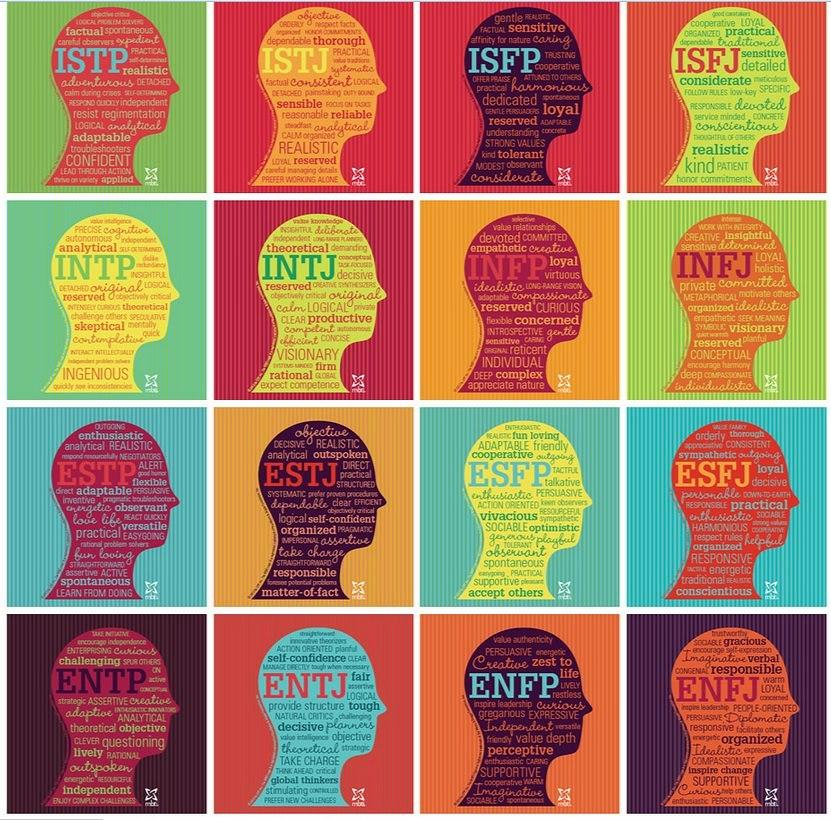 objective critical
LOGICAL PROBLEM SOLVERS
factual spontaneous
careful observers expedient
ISTP PRACTICAL
self-determined
realistic
adventurous DETACHED
calm during crises SELF-DETERMINED
RESPOND QUICKLY independent
resist regimentation
LOGICAL analytical
adaptable
troubleshooters
CONFIDENT
LEAD THROUGH ACTION
thrive on variety applied
mbti
objective
ORDERLY respect facts
organized HONOR COMMITMENTS
dependable thorough
ISTJ PRACTICAL
value traditions
systematic
factual consistent LOGICAL
DETACHED painstaking DUTY BOUND
sensible FOCUS ON TASKS
reasonable reliable
steadfast analytical
CALM organized
REALISTIC
LOYAL reserved
careful managing details
PREFER WORKING ALONE
mbti
gentle REALISTIC
FACTUAL sensitive
affinity for nature caring
ISFP TRUSTING
cooperative
OFFER PRAISE ATTUNED TO OTHERS
practical harmonious
dedicated spontaneous
GENTLE PERSUADERS loyal
reserved ADAPTABLE
understanding concrete
STRONG VALUES
kind tolerant
MODEST observant
considerate
mbti
good caretakers
cooperative LOYAL
ORGANIZED practical
dependable traditional
ISFJ sensitive
detailed
considerate meticulous
FOLLOW RULES low-key SPECIFIC
RESPONSIBLE devoted
service minded CONCRETE
conscientious
THOUGHTFUL OF OTHERS
realistic
kind PATIENT
honor commitments
mbti
value intelligence
PRECISE cognitive
autonomous independent
analytical SELF-DETERMINED
INTP dislike
redundancy
INSIGHTFUL
DETACHED original LOGICAL
reserved objectively critical
INTENSELY CURIOUS theoretical
challenge others SPECULATIVE
skeptical mentally
quick
contemplative
INTERACT INTELLECTUALLY
independent problem solvers
INGENIOUS
quickly see inconsistencies
mbti
value knowledge
INSIGHTFUL deliberate
independent LONG-RANGE PLANNERS
theoretical demanding
INTJ conceptual
TASK-FOCUSED
decisive
reserved CREATIVE SYNTHESIZERS
objectively critical original
calm LOGICAL private
CLEAR productive
competent autonomous
efficient CONCISE
VISIONARY
SYSTEMS-MINDED firm
rational GLOBAL
expect competence
mbti
selective
value relationships
devoted COMMITTED
empathetic creative
INFP loyal
virtuous
idealistic LONG-RANGE VISION
adaptable compassionate
reserved CURIOUS
flexible concerned
INTROSPECTIVE gentle
sensitive CARING
ORIGINAL reticent
INDIVIDUAL
DEEP complex
appreciate nature
mbti
intense
WORK WITH INTEGRITY
CREATIVE insightful
sensitive determined
INFJ LOYAL
holistic
private committed
METAPHORICAL motivate others
organized idealistic
empathetic SEEK MEANING
SYMBOLIC visionary
quiet warmth
reserved planful
CONCEPTUAL
encourage harmony
deep COMPASSIONATE
individualistic
mbti
OUTGOING
enthusiastic
analytical REALISTIC
respond resourcefully NEGOTIATORS
ESTP ALERT
good humor
flexible
direct adaptable PERSUASIVE
inventive pragmatic troubleshooters
energetic observant
love life REACT QUICKLY
versatile
practical EASYGOING
rational problem solvers
fun loving
STRAIGHTFORWARD
assertive ACTIVE
spontaneous
LEARN FROM DOING
mbti
objective
DECISIVE REALISTIC
analytical outspoken
ESTJ DIRECT
practical
STRUCTURED
SYSTEMATIC prefer proven procedures
dependable clear EFFICIENT
objectively critical
logical self-confident
organized PRAGMATIC
IMPERSONAL assertive
take charge
STRAIGHTFORWARD
responsible
foresee potential problems
matter-of-fact
mbti
ENTHUSIASTIC
REALISTIC fun loving
ADAPTABLE friendly
cooperative outgoing
ESFP TACTFUL
talkative
enthusiastic PERSUASIVE
ACTION ORIENTED keen observers
RESOURCEFUL
vivacious sympathetic
SOCIABLE optimistic
generous playful
TOLERANT
observant
spontaneous
easygoing PRACTICAL
supportive pleasant
accept others
mbti
VALUE FAMILY
orderly thorough
appreciative CONSISTENT
sympathetic outgoing
ESFJ loyal
decisive
personable DOWN-TO-EARTH
RESPONSIBLE practical
enthusiastic SOCIABLE
strong values
HARMONIOUS COOPERATIVE
respect rules helpful
organized
RESPONSIVE
TACTFUL energetic
traditional REALISTIC
conscientious
mbti
TAKE INITIATIVE
encourage independence
ENTERPRISING curious
challenging SPUR OTHERS
ON
ENTP active
CONCEPTUAL
strategic ASSERTIVE creative
adaptive ENTHUSIASTIC INNOVATORS
ANALYTICAL
theoretical objective
CLEVER questioning
lively RATIONAL
outspoken
energetic RESOURCEFUL
independent
ENJOY COMPLEX CHALLENGES
mbti
straightforward
innovative theorizers
ACTION ORIENTED planful
self-confidence CLEAR
MANAGE DIRECTLY tough when necessary
ENTJ fair
assertive
LOGICAL
provide structure tough
NATURAL CRITICS challenging
decisive planners
value intelligence objective
theoretical strategic
TAKE CHARGE
THINK AHEAD critical
global thinkers
stimulating CONTROLLED
PREFER NEW CHALLENGES
mbti
value authenticity
PERSUASIVE energetic
Creative zest to
life
ENFP LIVELY
restless
inspire leadership curious
gregarious EXPRESSIVE
Independent versatile
friendly value depth
perceptive
enthusiastic CARING
SUPPORTIVE
cooperative WARM
Imaginative
SOCIABLE spontaneous
mbti
trustworthy
SOCIABLE gracious
encourage self-expression
Imaginative verbal
CONGENIAL responsible
ENFJ warm
LOYAL
concerned
inspire leadership PEOPLE-ORIENTED
PERSUASIVE Diplomatic
responsive facilitate others
energetic organized
Idealistic expressive
COMPASSIONATE
inspire change
SUPPORTIVE
Curious help others
enthusiastic PERSONABLE
mbti